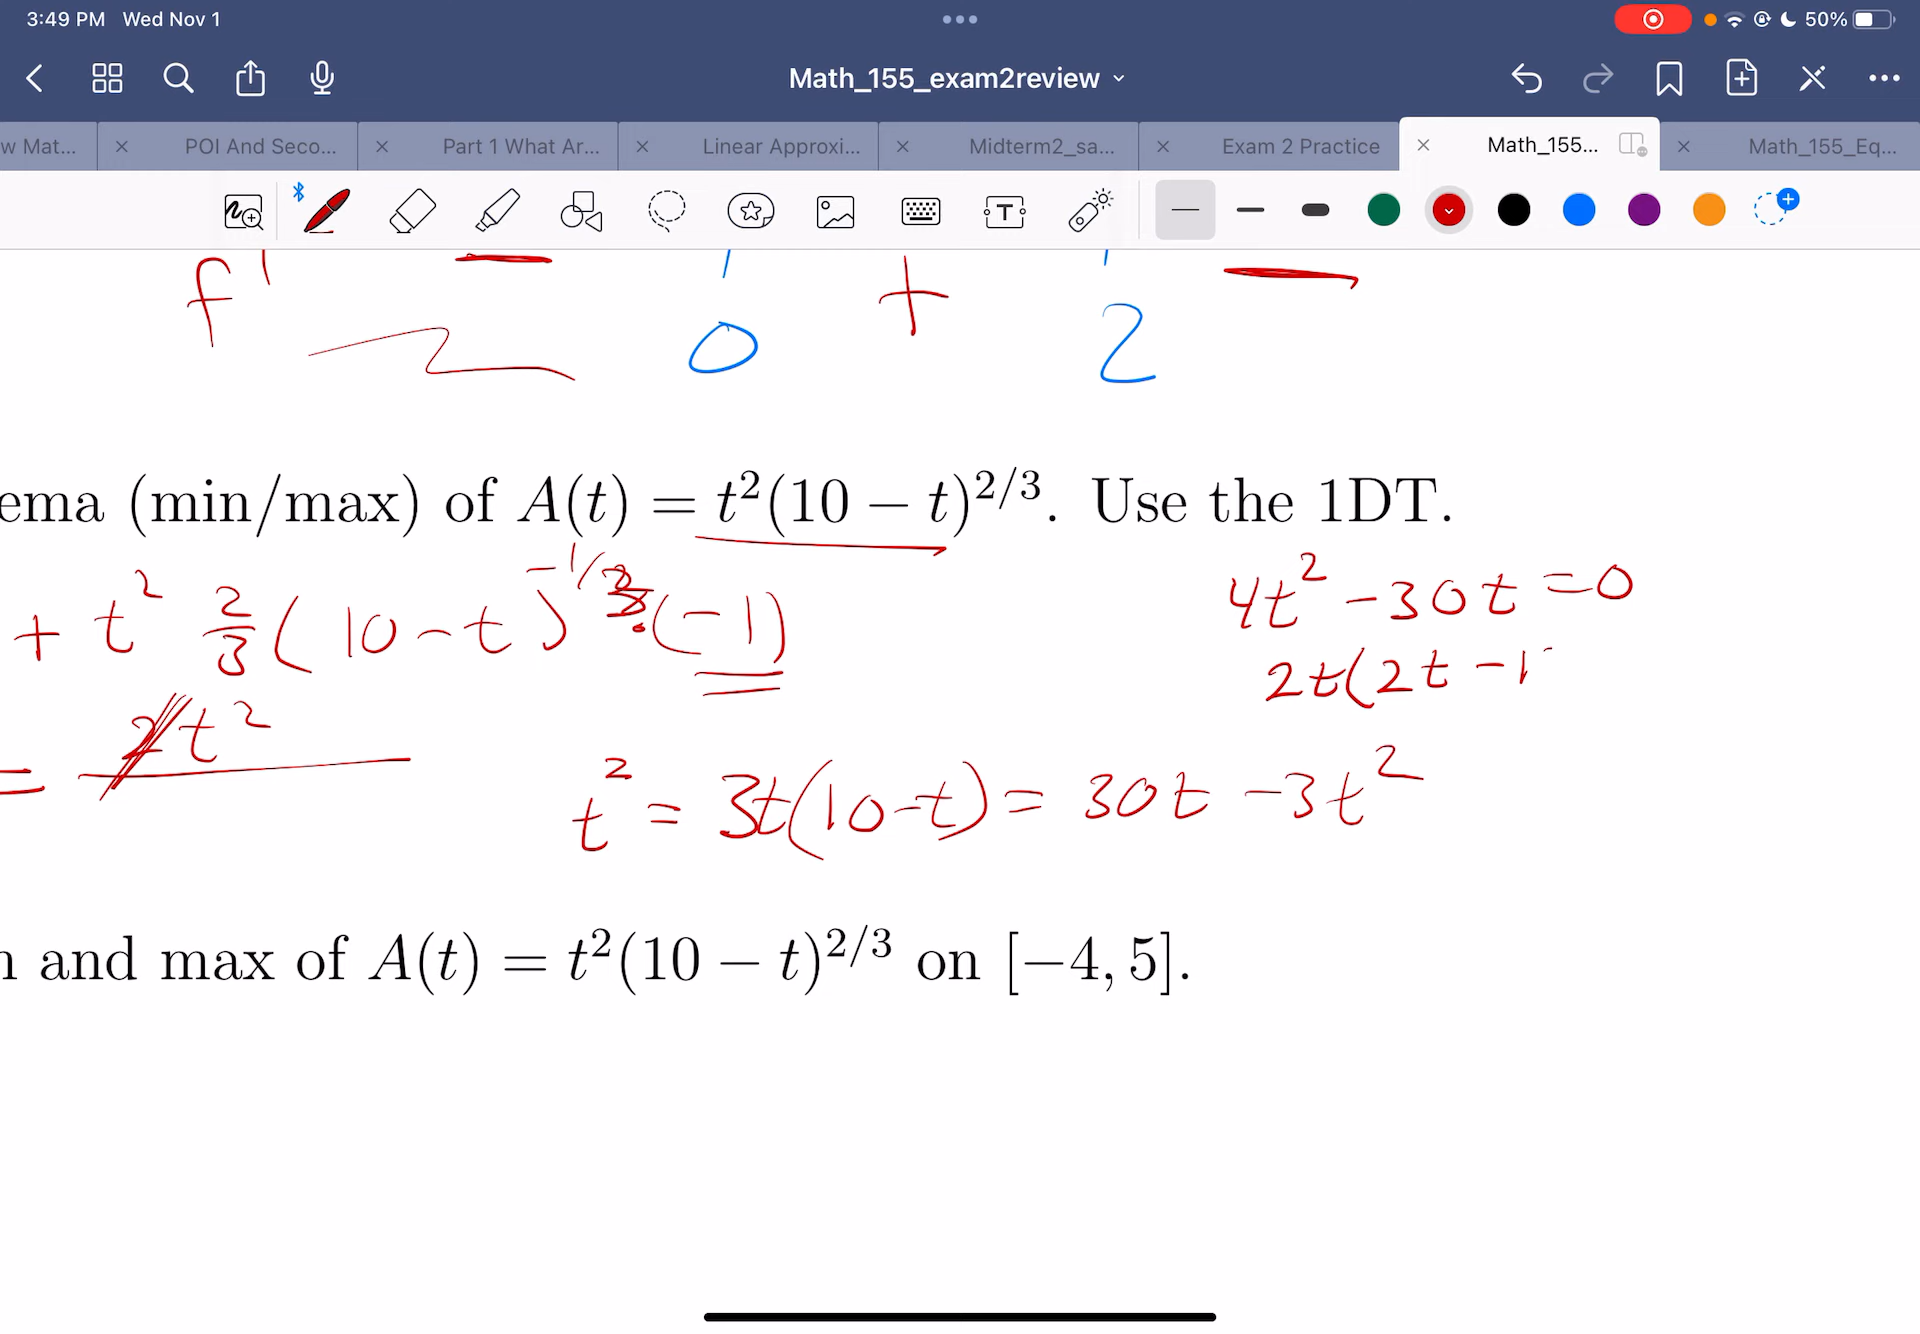 3:49 PM Wed Nov 1
50%
Math_155_exam2review
w Mat...
POI And Seco...
Part 1 What Ar...
Linear Approxi...
Midterm2_sa...
Exam 2 Practice
Math_155...
Math_155_Eq...
f'
0
+
2
ema (min/max) of A(t) = t²(10 − t)^{2/3}. Use the 1DT.
+ t² 2/3 (10-t)^{-1/3} · (-1)
4t² - 30t = 0
2t(2t - 1
= 2t²
t² = 3t(10-t) = 30t - 3t²
n and max of A(t) = t²(10 − t)^{2/3} on [−4, 5].